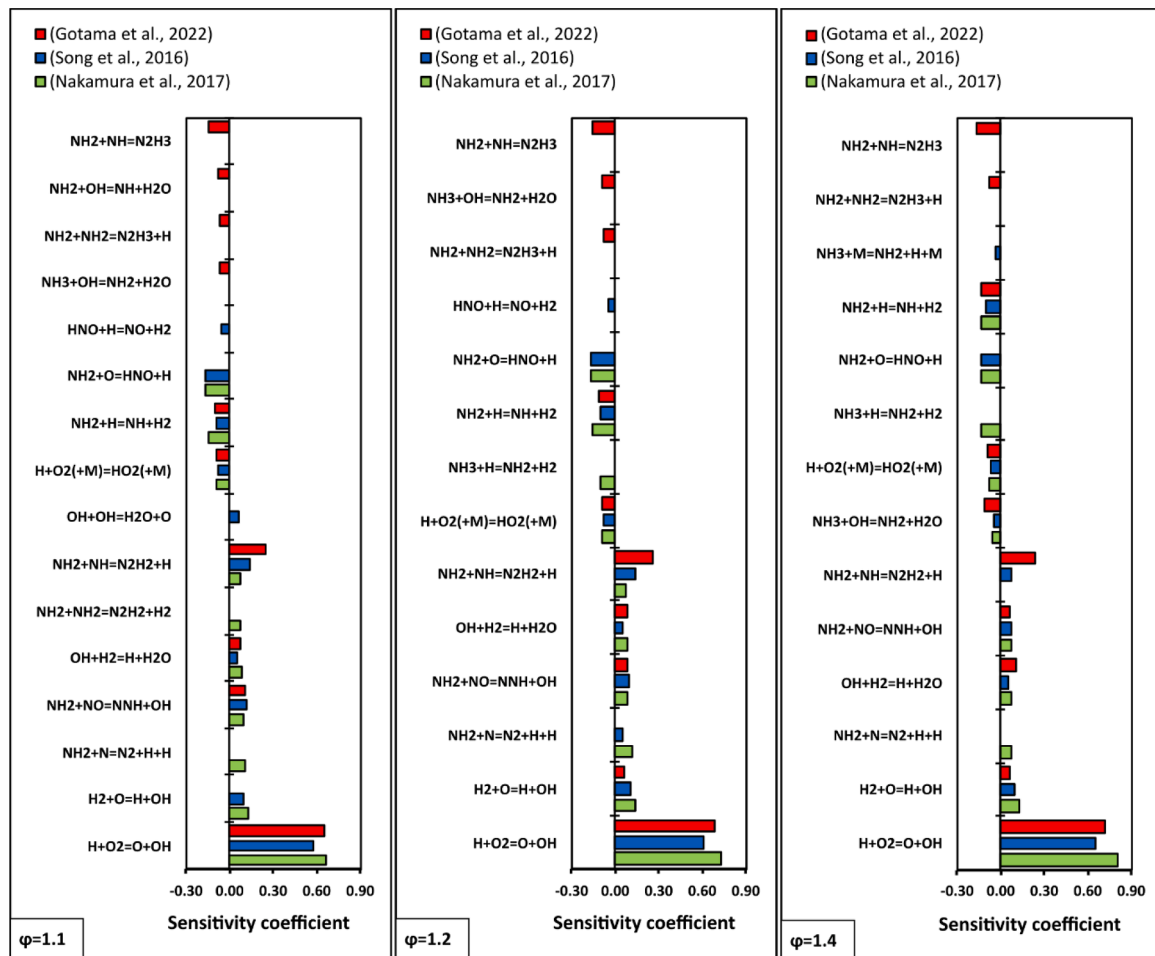 (Gotama et al., 2022)
(Song et al., 2016)
(Nakamura et al., 2017)
NH2+NH=N2H3
NH2+OH=NH+H2O
NH2+NH2=N2H3+H
NH3+OH=NH2+H2O
HNO+H=NO+H2
NH2+O=HNO+H
NH2+H=NH+H2
H+O2(+M)=HO2(+M)
OH+OH=H2O+O
NH2+NH=N2H2+H
NH2+NH2=N2H2+H2
OH+H2=H+H2O
NH2+NO=NNH+OH
NH2+N=N2+H+H
H2+O=H+OH
H+O2=O+OH
-0.30 0.00 0.30 0.60 0.90
Sensitivity coefficient
φ=1.1
(Gotama et al., 2022)
(Song et al., 2016)
(Nakamura et al., 2017)
NH2+NH=N2H3
NH3+OH=NH2+H2O
NH2+NH2=N2H3+H
HNO+H=NO+H2
NH2+O=HNO+H
NH2+H=NH+H2
NH3+H=NH2+H2
H+O2(+M)=HO2(+M)
NH2+NH=N2H2+H
OH+H2=H+H2O
NH2+NO=NNH+OH
NH2+N=N2+H+H
H2+O=H+OH
H+O2=O+OH
-0.30 0.00 0.30 0.60 0.90
Sensitivity coefficient
φ=1.2
(Gotama et al., 2022)
(Song et al., 2016)
(Nakamura et al., 2017)
NH2+NH=N2H3
NH2+NH2=N2H3+H
NH3+M=NH2+H+M
NH2+H=NH+H2
NH2+O=HNO+H
NH3+H=NH2+H2
H+O2(+M)=HO2(+M)
NH3+OH=NH2+H2O
NH2+NH=N2H2+H
NH2+NO=NNH+OH
OH+H2=H+H2O
NH2+N=N2+H+H
H2+O=H+OH
H+O2=O+OH
-0.30 0.00 0.30 0.60 0.90
Sensitivity coefficient
φ=1.4